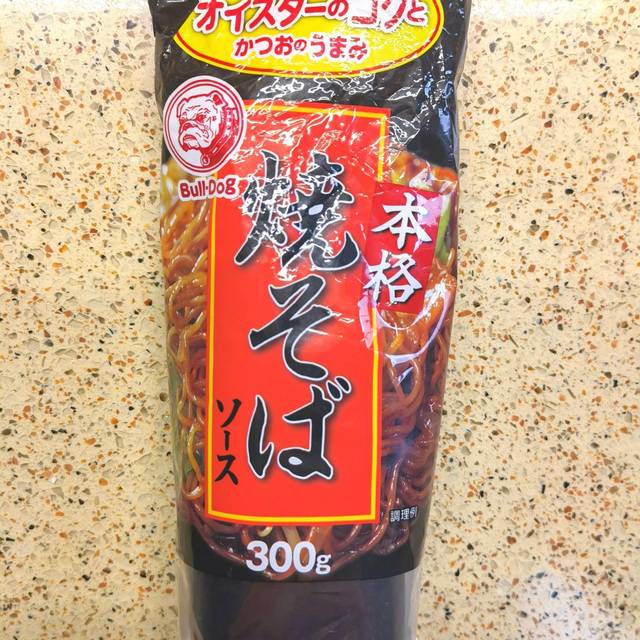 オイスターのコクと
かつおのうまみ
Bull-Dog
本格
焼そば
ソース
調理例
300g